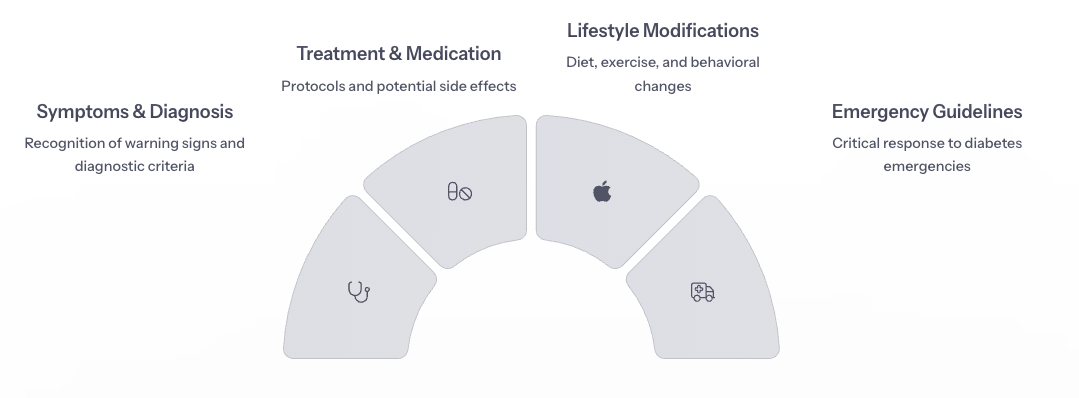 Symptoms & Diagnosis
Recognition of warning signs and
diagnostic criteria
Treatment & Medication
Protocols and potential side effects
Lifestyle Modifications
Diet, exercise, and behavioral
changes
Emergency Guidelines
Critical response to diabetes
emergencies